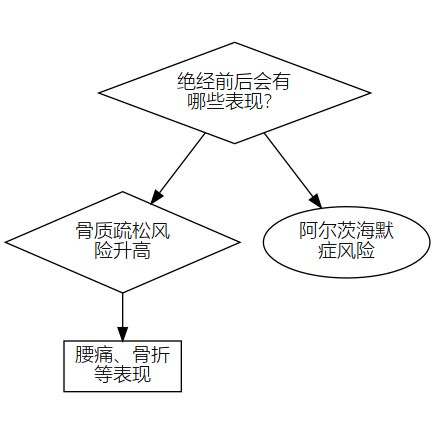 绝经前后会有
哪些表现？
骨质疏松风
险升高
阿尔茨海默
症风险
腰痛、骨折
等表现